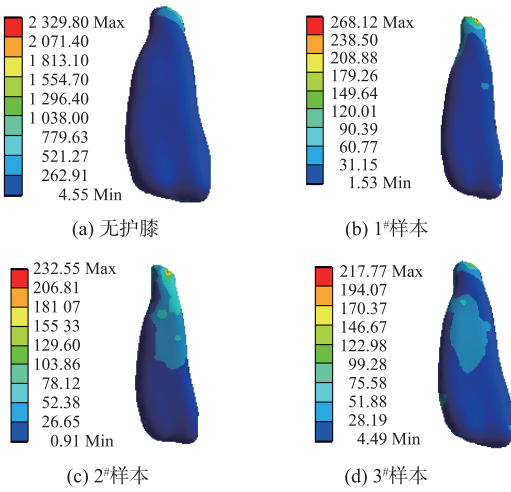 2 329.80 Max
2 071.40
1 813.10
1 554.70
1 296.40
1 038.00
779.63
521.27
262.91
4.55 Min
(a) 无护膝
268.12 Max
238.50
208.88
179.26
149.64
120.01
90.39
60.77
31.15
1.53 Min
(b) 1#样本
232.55 Max
206.81
181 07
155 33
129.60
103.86
78.12
52.38
26.65
0.91 Min
(c) 2#样本
217.77 Max
194.07
170.37
146.67
122.98
99.28
75.58
51.88
28.19
4.49 Min
(d) 3#样本